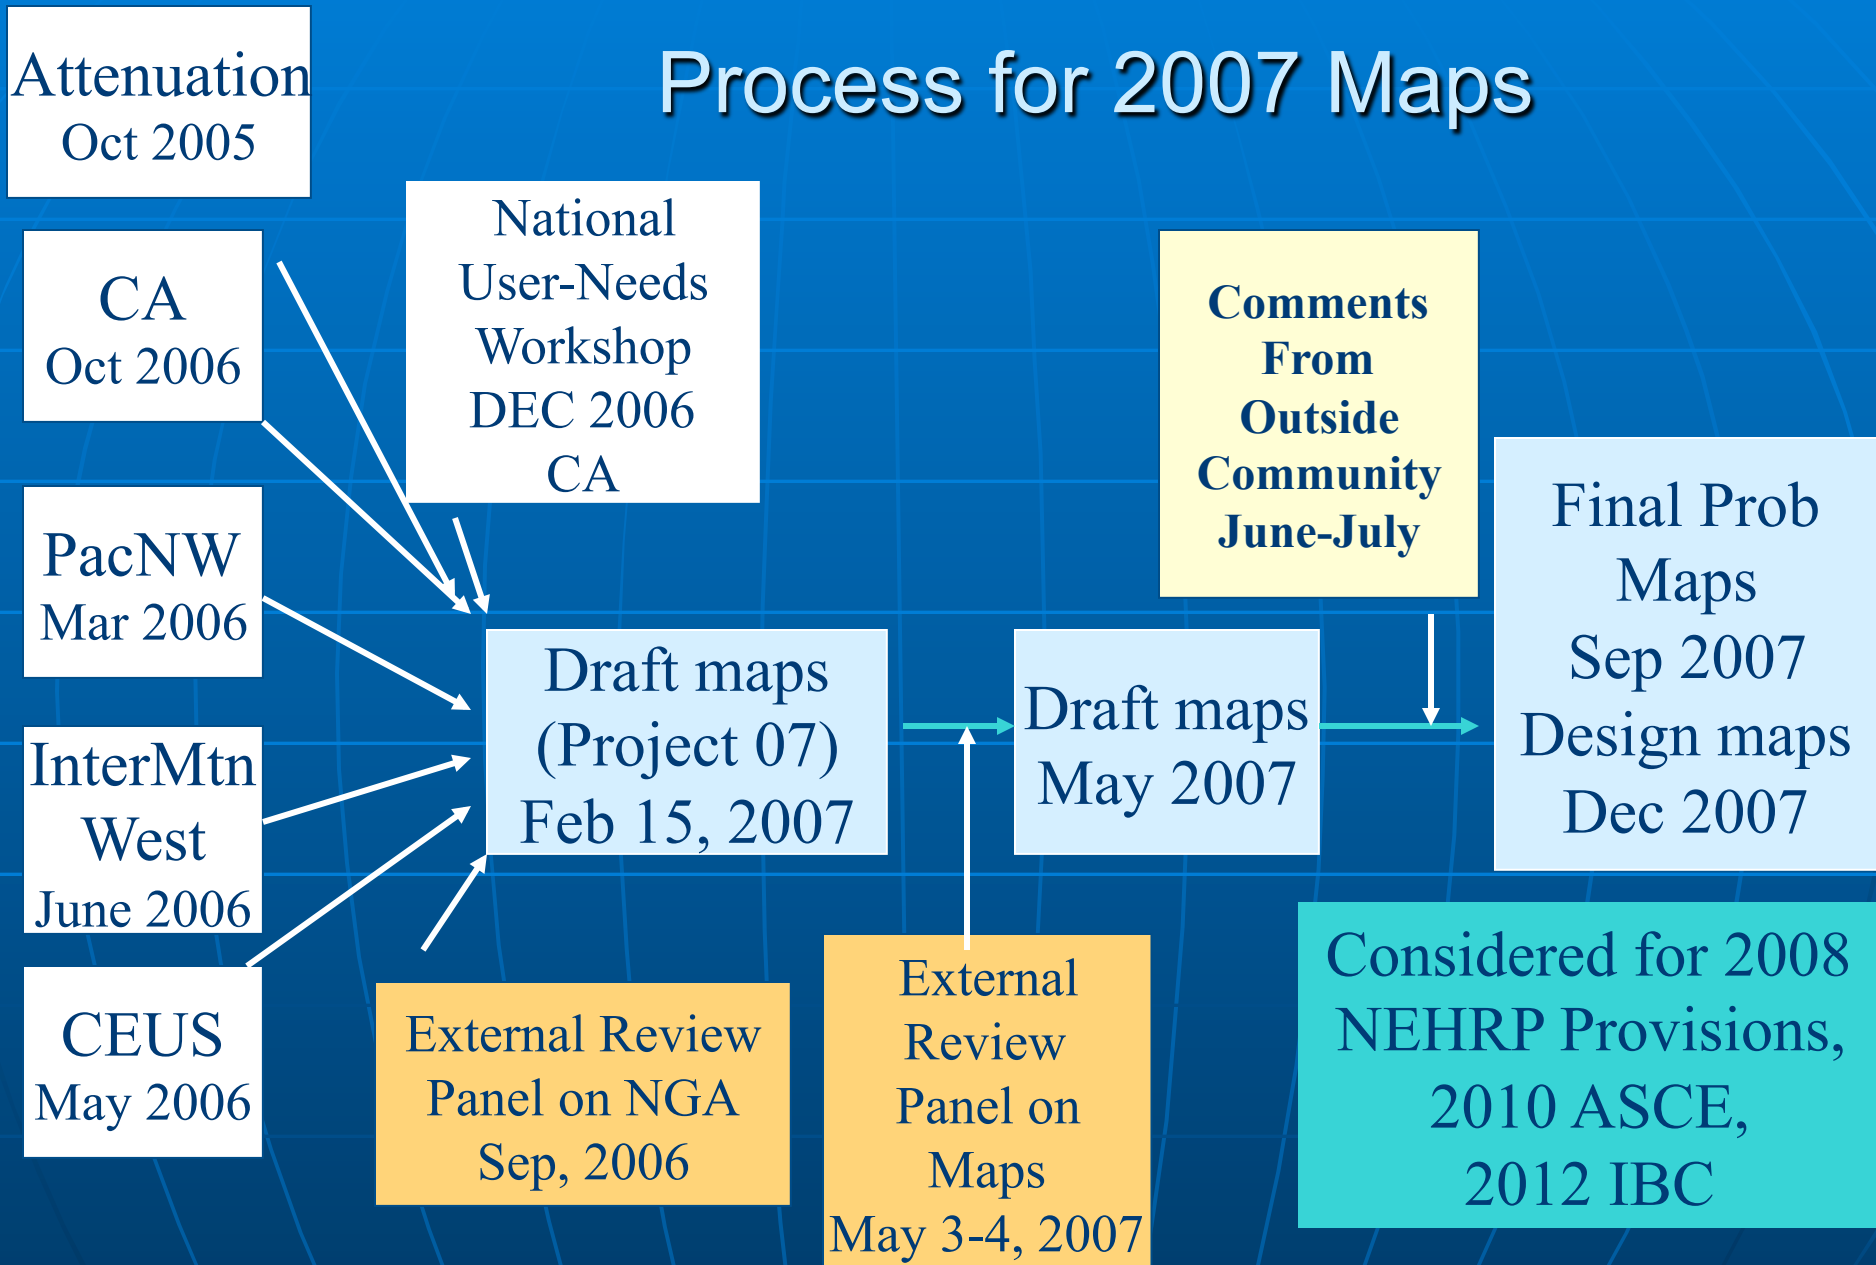 Process for 2007 Maps
Attenuation
Oct 2005
CA
Oct 2006
PacNW
Mar 2006
InterMtn
West
June 2006
CEUS
May 2006
National
User-Needs
Workshop
DEC 2006
CA
Draft maps
(Project 07)
Feb 15, 2007
External Review
Panel on NGA
Sep, 2006
External
Review
Panel on
Maps
May 3-4, 2007
Draft maps
May 2007
Comments
From
Outside
Community
June-July
Final Prob
Maps
Sep 2007
Design maps
Dec 2007
Considered for 2008
NEHRP Provisions,
2010 ASCE,
2012 IBC